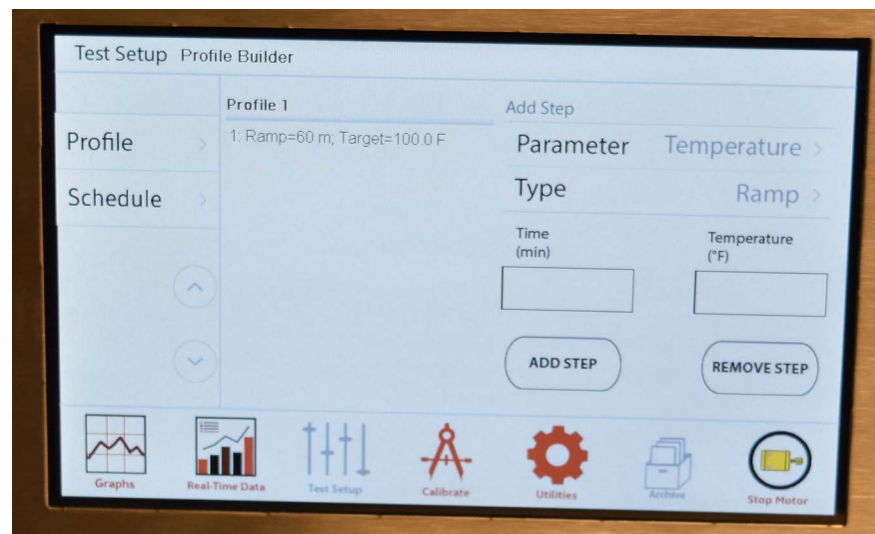 Test Setup Profile Builder
Profile
Schedule
Profile 1
1: Ramp=60 m; Target=100.0 F
Add Step
Parameter Temperature
Type Ramp
Time
(min)
Temperature
(°F)
ADD STEP
REMOVE STEP
Graphs
Real-Time Data
Test Setup
Calibrate
Utilities
Archive
Stop Motor